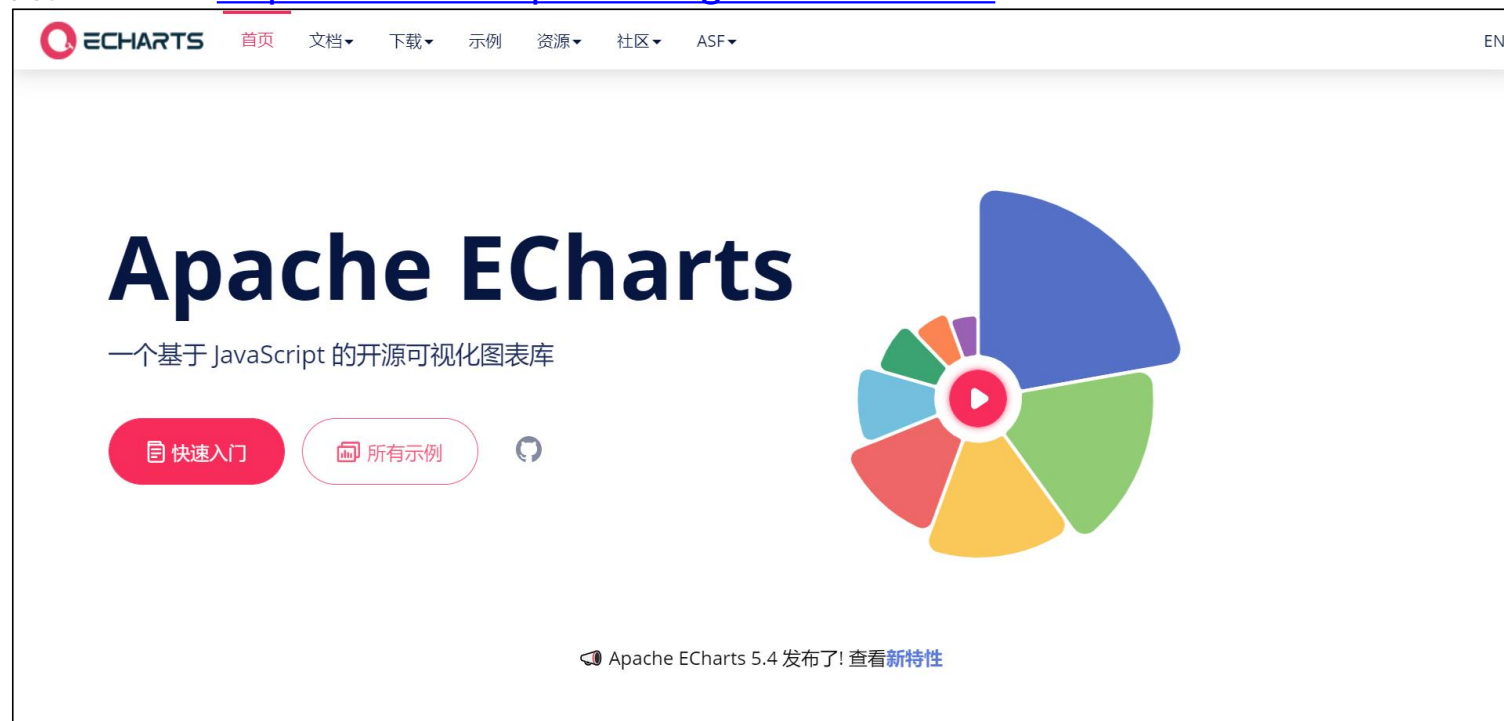 ECHARTS 首页 文档 下载 示例 资源 社区 ASF EN
Apache ECharts
一个基于 JavaScript 的开源可视化图表库
快速入门 所有示例
Apache ECharts 5.4 发布了! 查看新特性